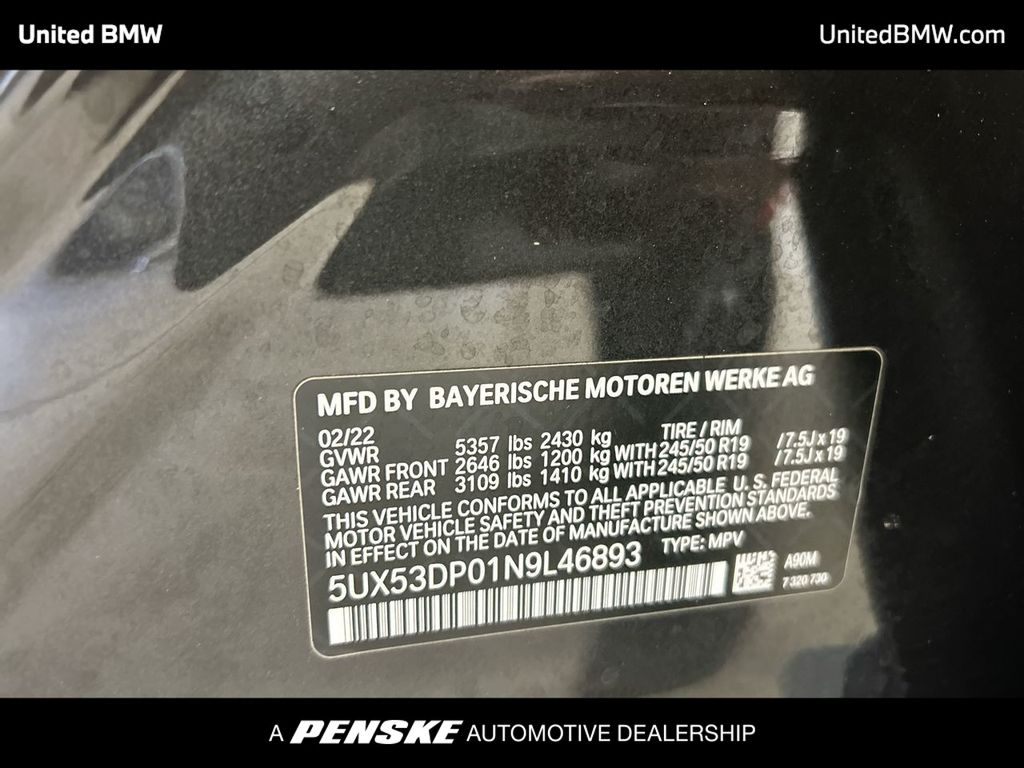 United BMW
UnitedBMW.com
MFD BY BAYERISCHE MOTOREN WERKE AG
02/22 TIRE / RIM
GVWR 5357 lbs 2430 kg
GAWR FRONT 2646 lbs 1200 kg WITH 245/50 R19 /7.5J x 19
GAWR REAR 3109 lbs 1410 kg WITH 245/50 R19 /7.5J x 19
THIS VEHICLE CONFORMS TO ALL APPLICABLE U. S. FEDERAL
MOTOR VEHICLE SAFETY AND THEFT PREVENTION STANDARDS
IN EFFECT ON THE DATE OF MANUFACTURE SHOWN ABOVE.
5UX53DP01N9L46893 TYPE: MPV
A90M
7 320 730
A PENSKE AUTOMOTIVE DEALERSHIP